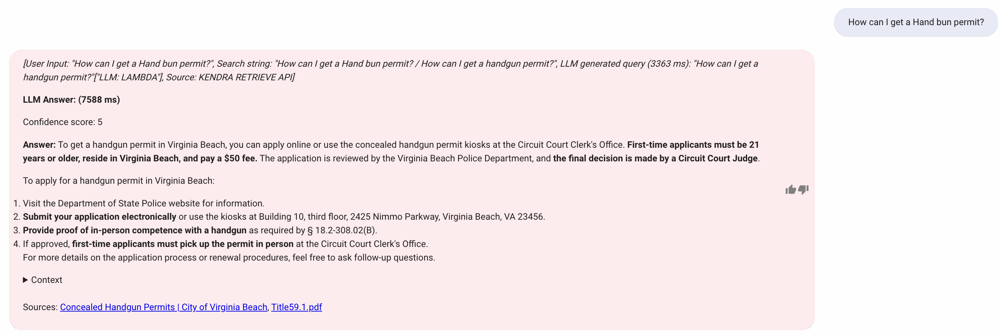 How can I get a Hand bun permit?
[User Input: "How can I get a Hand bun permit?", Search string: "How can I get a Hand bun permit? / How can I get a handgun permit?", LLM generated query (3363 ms): "How can I get a
handgun permit?"["LLM: LAMBDA"], Source: KENDRA RETRIEVE API]
LLM Answer: (7588 ms)
Confidence score: 5
Answer: To get a handgun permit in Virginia Beach, you can apply online or use the concealed handgun permit kiosks at the Circuit Court Clerk's Office. First-time applicants must be 21
years or older, reside in Virginia Beach, and pay a $50 fee. The application is reviewed by the Virginia Beach Police Department, and the final decision is made by a Circuit Court Judge.
To apply for a handgun permit in Virginia Beach:
1. Visit the Department of State Police website for information.
2. Submit your application electronically or use the kiosks at Building 10, third floor, 2425 Nimmo Parkway, Virginia Beach, VA 23456.
3. Provide proof of in-person competence with a handgun as required by § 18.2-308.02(B).
4. If approved, first-time applicants must pick up the permit in person at the Circuit Court Clerk's Office.
For more details on the application process or renewal procedures, feel free to ask follow-up questions.
Context
Sources: Concealed Handgun Permits | City of Virginia Beach, Title59.1.pdf